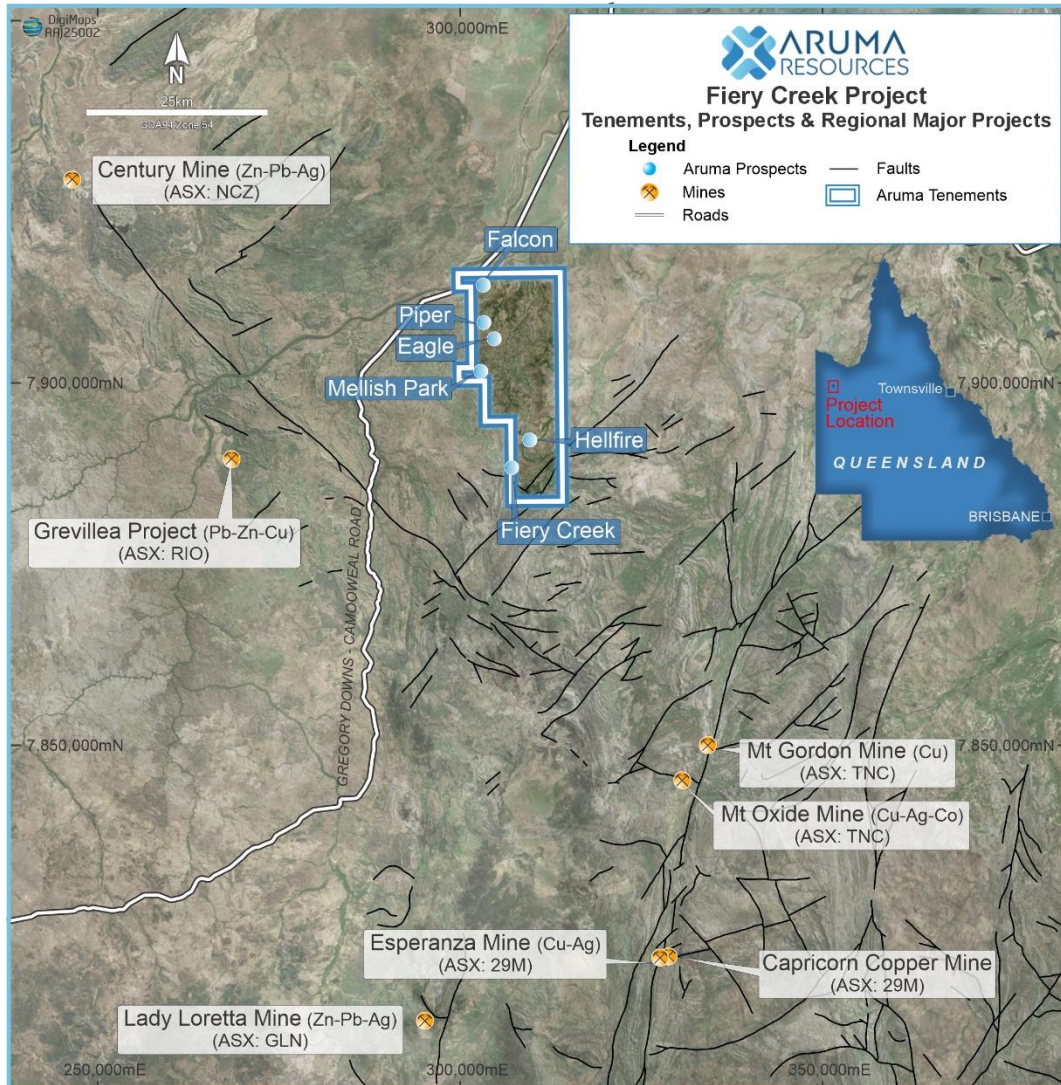 DigiMaps
ARJ25002
N
25km
GDA94 Zone 54
300,000mE
ARUMA
RESOURCES
Fiery Creek Project
Tenements, Prospects & Regional Major Projects
Legend
Aruma Prospects
Mines
Roads
Faults
Aruma Tenements
Century Mine (Zn-Pb-Ag)
(ASX: NCZ)
Falcon
Piper
Eagle
Mellish Park
7,900,000mN
7,900,000mN
Hellfire
Fiery Creek
Townsville
Project
Location
QUEENSLAND
BRISBANE
Grevillea Project (Pb-Zn-Cu)
(ASX: RIO)
GREGORY DOWNS - CAMOOWEAL ROAD
7,850,000mN
7,850,000mN
Mt Gordon Mine (Cu)
(ASX: TNC)
Mt Oxide Mine (Cu-Ag-Co)
(ASX: TNC)
Esperanza Mine (Cu-Ag)
(ASX: 29M)
Capricorn Copper Mine
(ASX: 29M)
Lady Loretta Mine (Zn-Pb-Ag)
(ASX: GLN)
250,000mE
300,000mE
350,000mE